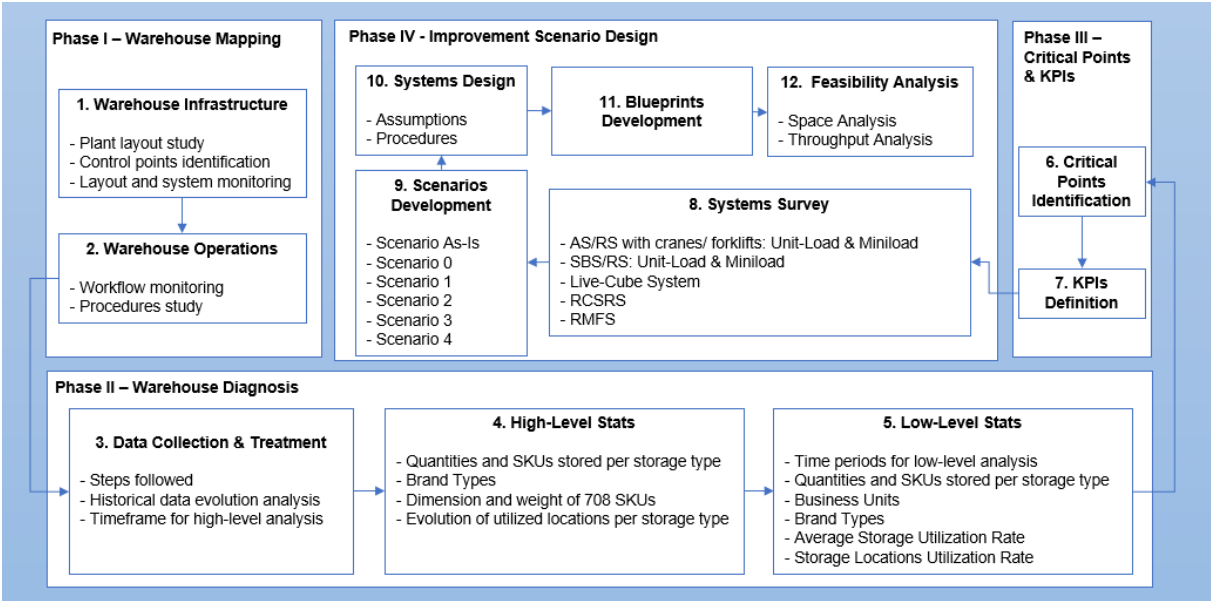 Phase I – Warehouse Mapping
1. Warehouse Infrastructure
- Plant layout study
- Control points identification
- Layout and system monitoring
2. Warehouse Operations
- Workflow monitoring
- Procedures study
Phase II – Warehouse Diagnosis
3. Data Collection & Treatment
- Steps followed
- Historical data evolution analysis
- Timeframe for high-level analysis
4. High-Level Stats
- Quantities and SKUs stored per storage type
- Brand Types
- Dimension and weight of 708 SKUs
- Evolution of utilized locations per storage type
5. Low-Level Stats
- Time periods for low-level analysis
- Quantities and SKUs stored per storage type
- Business Units
- Brand Types
- Average Storage Utilization Rate
- Storage Locations Utilization Rate
Phase III –
Critical Points
& KPIs
6. Critical
Points
Identification
7. KPIs
Definition
Phase IV - Improvement Scenario Design
8. Systems Survey
- AS/RS with cranes/ forklifts: Unit-Load & Miniload
- SBS/RS: Unit-Load & Miniload
- Live-Cube System
- RCSRS
- RMFS
9. Scenarios
Development
- Scenario As-Is
- Scenario 0
- Scenario 1
- Scenario 2
- Scenario 3
- Scenario 4
10. Systems Design
- Assumptions
- Procedures
11. Blueprints
Development
12. Feasibility Analysis
- Space Analysis
- Throughput Analysis